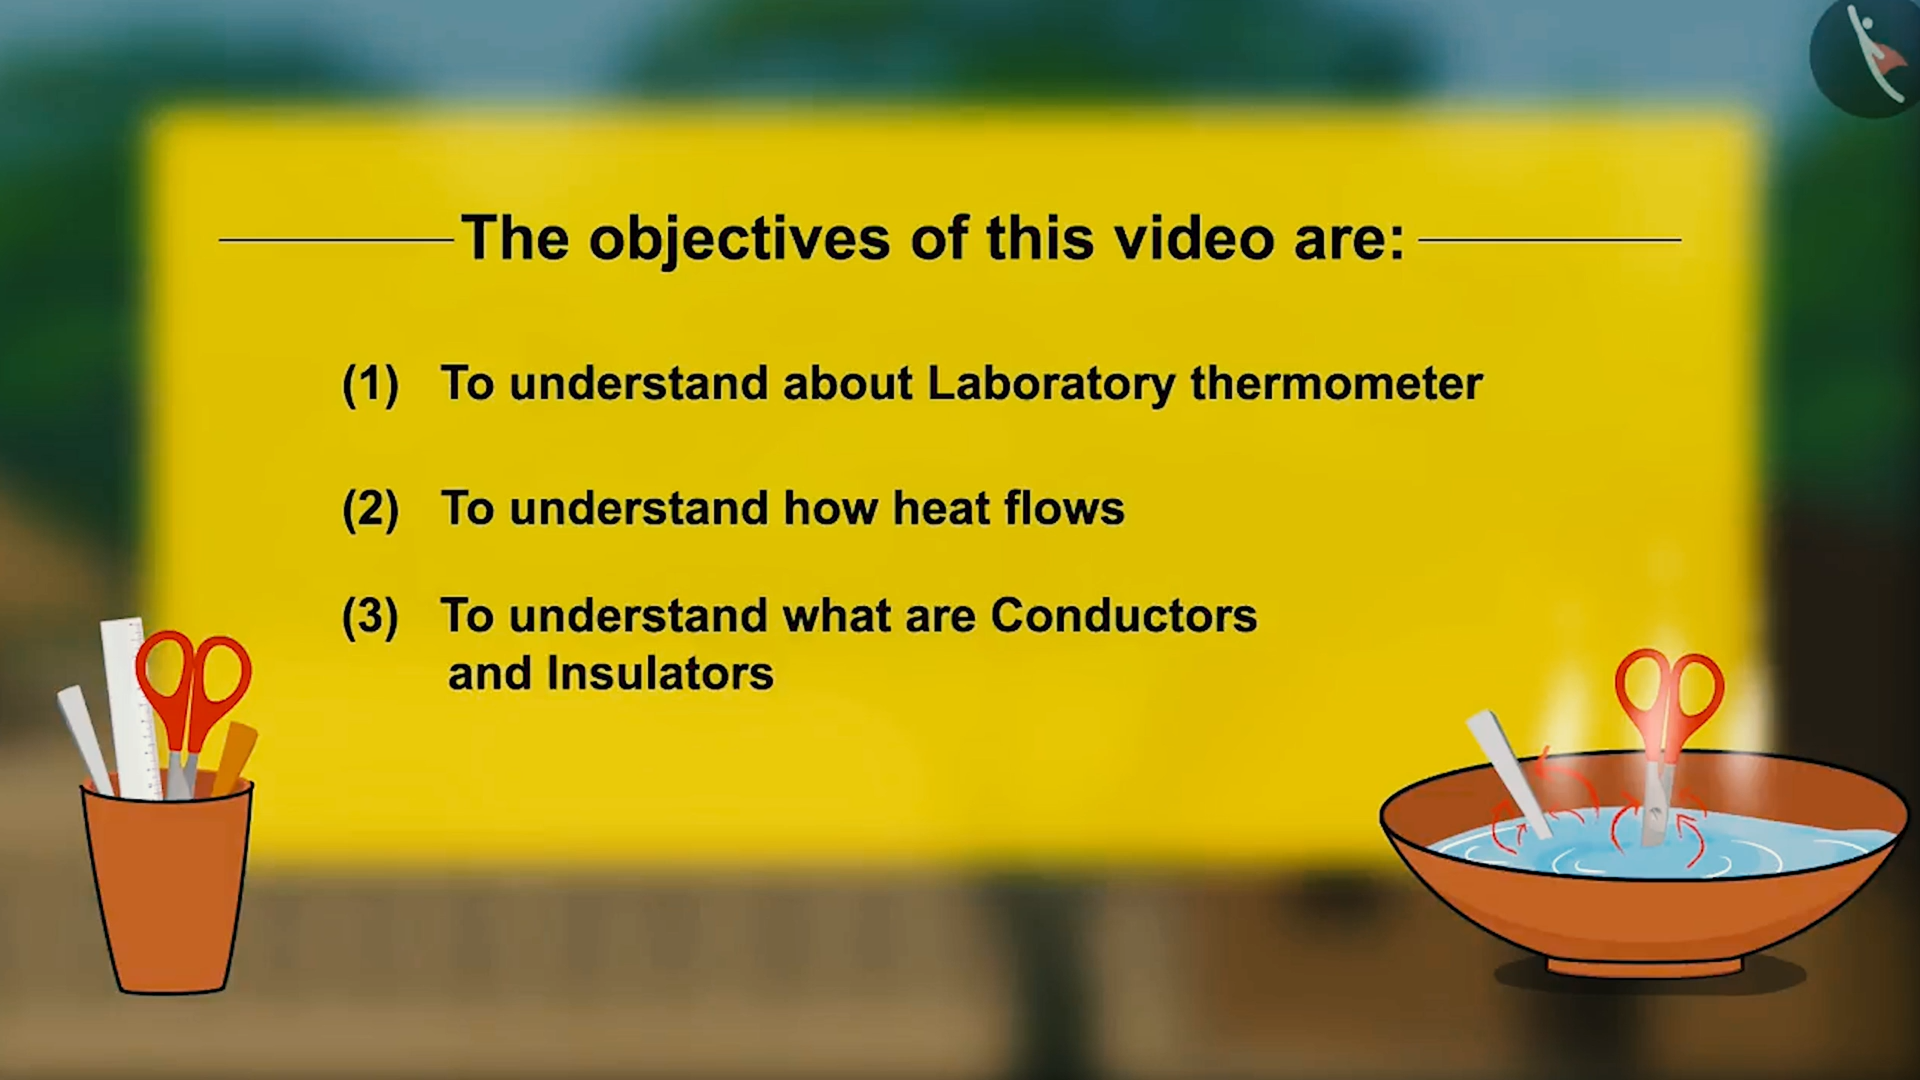 The objectives of this video are:
(1) To understand about Laboratory thermometer
(2) To understand how heat flows
(3) To understand what are Conductors
and Insulators